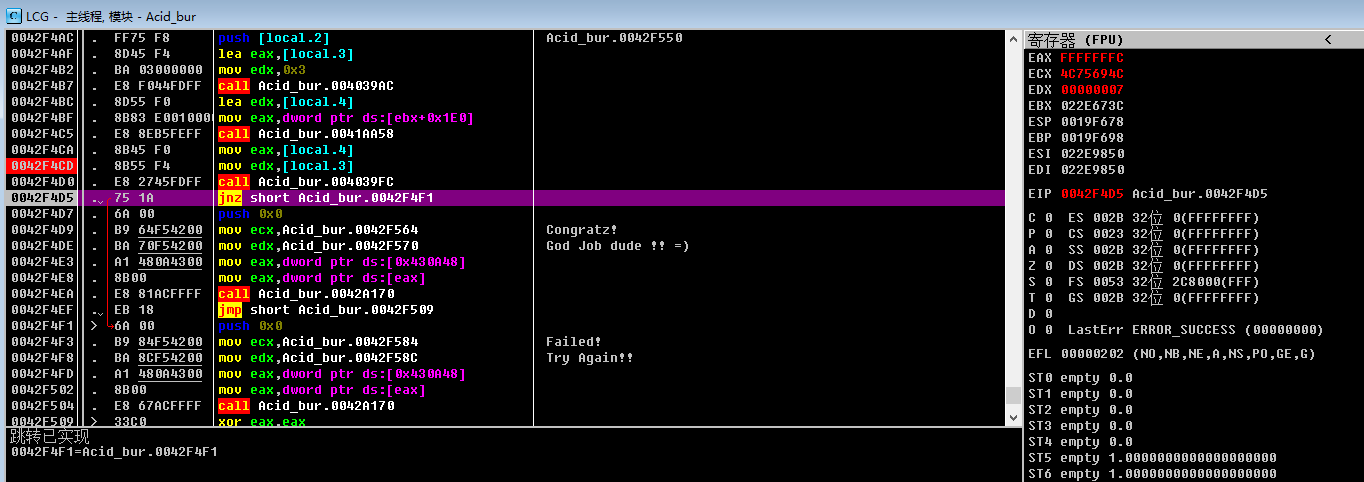 LCG - 主线程, 模块 - Acid_bur
0042F4AC . FF75 F8 push [local.2] Acid_bur.0042F550
0042F4AF . 8D45 F4 lea eax,[local.3]
0042F4B2 . BA 03000000 mov edx,0x3
0042F4B7 . E8 F044FDFF call Acid_bur.004039AC
0042F4BC . 8D55 F0 lea edx,[local.4]
0042F4BF . 8B83 E0010000 mov eax,dword ptr ds:[ebx+0x1E0]
0042F4C5 . E8 8EB5FEFF call Acid_bur.0041AA58
0042F4CA . 8B45 F0 mov eax,[local.4]
0042F4CD . 8B55 F4 mov edx,[local.3]
0042F4D0 . E8 2745FDFF call Acid_bur.004039FC
0042F4D5 . 75 1A jnz short Acid_bur.0042F4F1
0042F4D7 . 6A 00 push 0x0
0042F4D9 . B9 64F54200 mov ecx,Acid_bur.0042F564 Congratz!
0042F4DE . BA 70F54200 mov edx,Acid_bur.0042F570 God Job dude !! =)
0042F4E3 . A1 480A4300 mov eax,dword ptr ds:[0x430A48]
0042F4E8 . 8B00 mov eax,dword ptr ds:[eax]
0042F4EA . E8 81ACFFFF call Acid_bur.0042A170
0042F4EF . EB 18 jmp short Acid_bur.0042F509
0042F4F1 > 6A 00 push 0x0
0042F4F3 . B9 84F54200 mov ecx,Acid_bur.0042F584 Failed!
0042F4F8 . BA 8CF54200 mov edx,Acid_bur.0042F58C Try Again!!
0042F4FD . A1 480A4300 mov eax,dword ptr ds:[0x430A48]
0042F502 . 8B00 mov eax,dword ptr ds:[eax]
0042F504 . E8 67ACFFFF call Acid_bur.0042A170
0042F509 > 33C0 xor eax,eax
跳转已实现
0042F4F1=Acid_bur.0042F4F1
寄存器 (FPU) <
EAX FFFFFFFC
ECX 4C75694C
EDX 00000007
EBX 022E673C
ESP 0019F678
EBP 0019F698
ESI 022E9850
EDI 022E9850
EIP 0042F4D5 Acid_bur.0042F4D5
C 0 ES 002B 32位 0(FFFFFFFF)
P 0 CS 0023 32位 0(FFFFFFFF)
A 0 SS 002B 32位 0(FFFFFFFF)
Z 0 DS 002B 32位 0(FFFFFFFF)
S 0 FS 0053 32位 2C8000(FFF)
T 0 GS 002B 32位 0(FFFFFFFF)
D 0
O 0 LastErr ERROR_SUCCESS (00000000)
EFL 00000202 (NO,NB,NE,A,NS,PO,GE,G)
ST0 empty 0.0
ST1 empty 0.0
ST2 empty 0.0
ST3 empty 0.0
ST4 empty 0.0
ST5 empty 1.0000000000000000000
ST6 empty 1.0000000000000000000